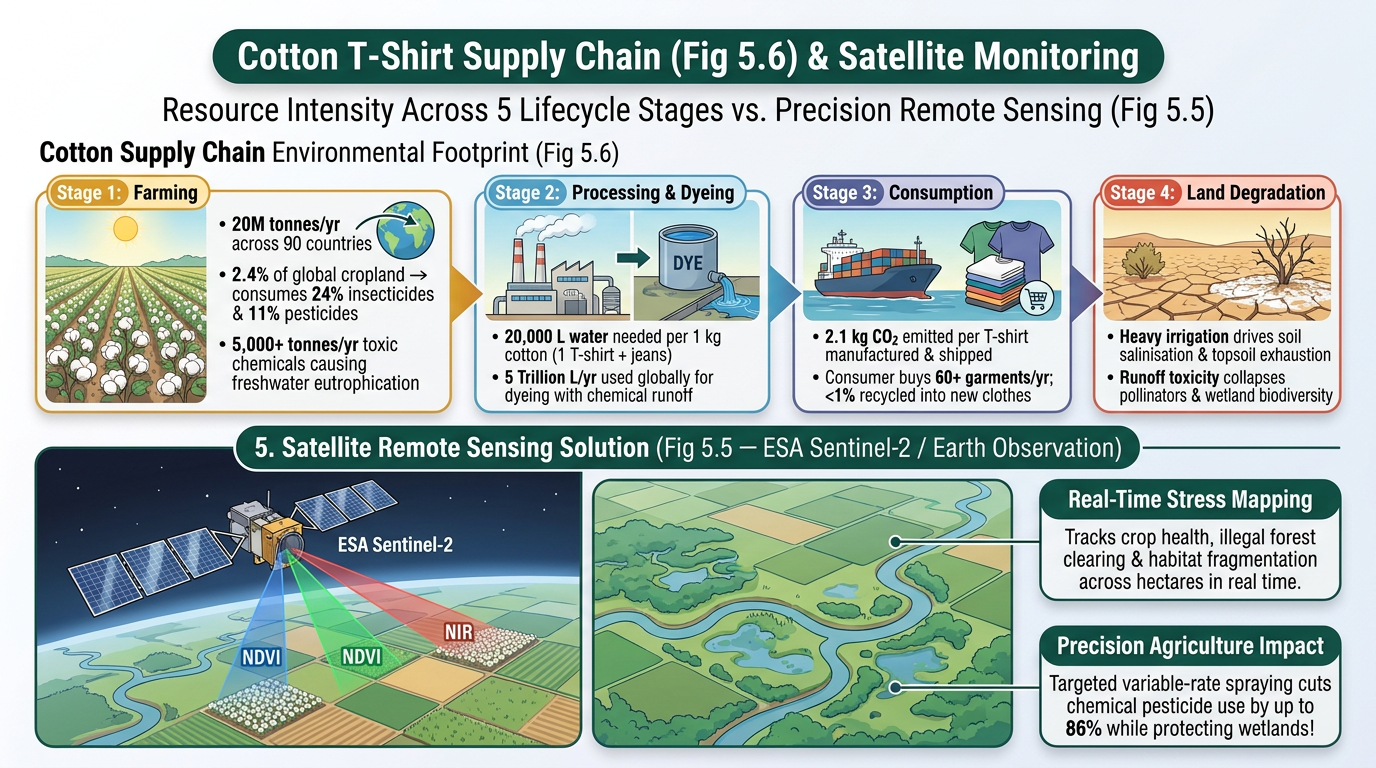 Cotton T-Shirt Supply Chain (Fig 5.6) & Satellite Monitoring
Resource Intensity Across 5 Lifecycle Stages vs. Precision Remote Sensing (Fig 5.5)
Cotton Supply Chain Environmental Footprint (Fig 5.6)
Stage 1: Farming
• 20M tonnes/yr
across 90 countries
• 2.4% of global cropland →
consumes 24% insecticides
& 11% pesticides
• 5,000+ tonnes/yr toxic
chemicals causing
freshwater eutrophication
Stage 2: Processing & Dyeing
DYE
• 20,000 L water needed per 1 kg
cotton (1 T-shirt + jeans)
• 5 Trillion L/yr used globally for
dyeing with chemical runoff
Stage 3: Consumption
• 2.1 kg CO₂ emitted per T-shirt
manufactured & shipped
• Consumer buys 60+ garments/yr;
<1% recycled into new clothes
Stage 4: Land Degradation
• Heavy irrigation drives soil
salinisation & topsoil exhaustion
• Runoff toxicity collapses
pollinators & wetland biodiversity
5. Satellite Remote Sensing Solution (Fig 5.5 — ESA Sentinel-2 / Earth Observation)
ESA Sentinel-2
NDVI
NDVI
NIR
Real-Time Stress Mapping
Tracks crop health, illegal forest
clearing & habitat fragmentation
across hectares in real time.
Precision Agriculture Impact
Targeted variable-rate spraying cuts
chemical pesticide use by up to
86% while protecting wetlands!